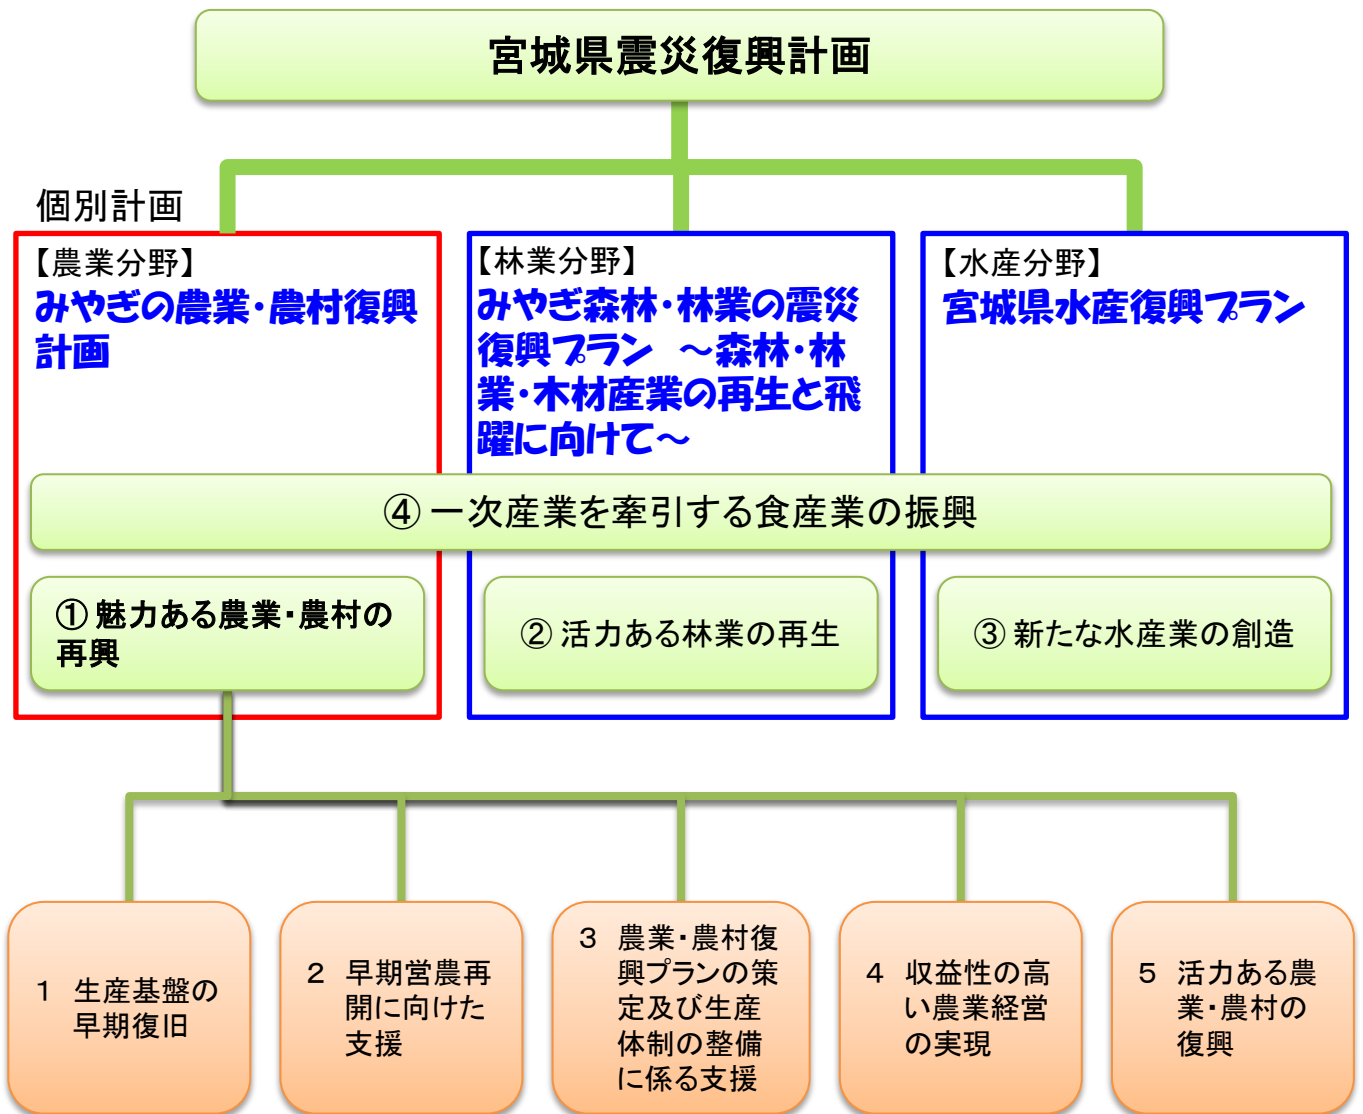 宮城県震災復興計画
個別計画
【農業分野】
みやぎの農業・農村復興
計画
【林業分野】
みやぎ森林・林業の震災
復興プラン　～森林・林
業・木材産業の再生と飛
躍に向けて～
【水産分野】
宮城県水産復興プラン
④ 一次産業を牽引する食産業の振興
① 魅力ある農業・農村の
再興
② 活力ある林業の再生
③ 新たな水産業の創造
１　生産基盤の
早期復旧
２　早期営農再
開に向けた
支援
３　農業・農村復
興プランの策
定及び生産
体制の整備
に係る支援
４　収益性の高
い農業経営
の実現
５　活力ある農
業・農村の
復興